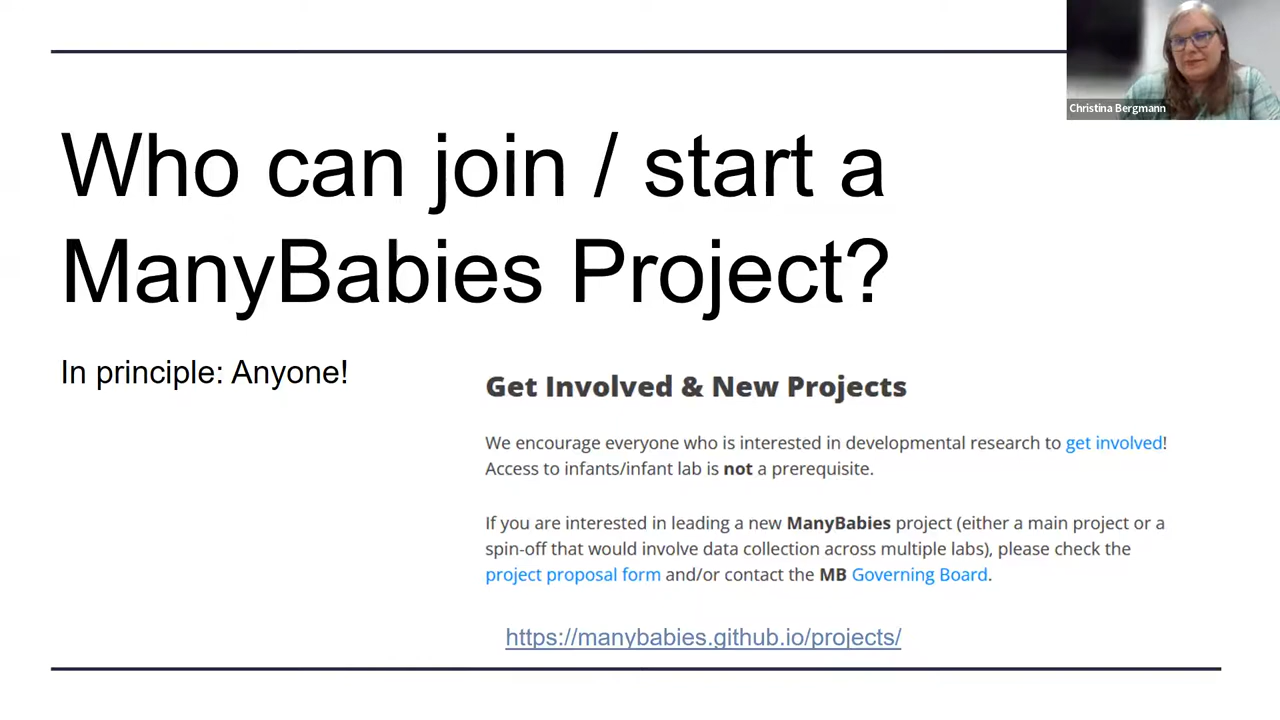 Christina Bergmann
Who can join / start a
ManyBabies Project?
In principle: Anyone!
Get Involved & New Projects
We encourage everyone who is interested in developmental research to get involved!
Access to infants/infant lab is not a prerequisite.
If you are interested in leading a new ManyBabies project (either a main project or a
spin-off that would involve data collection across multiple labs), please check the
project proposal form and/or contact the MB Governing Board.
https://manybabies.github.io/projects/